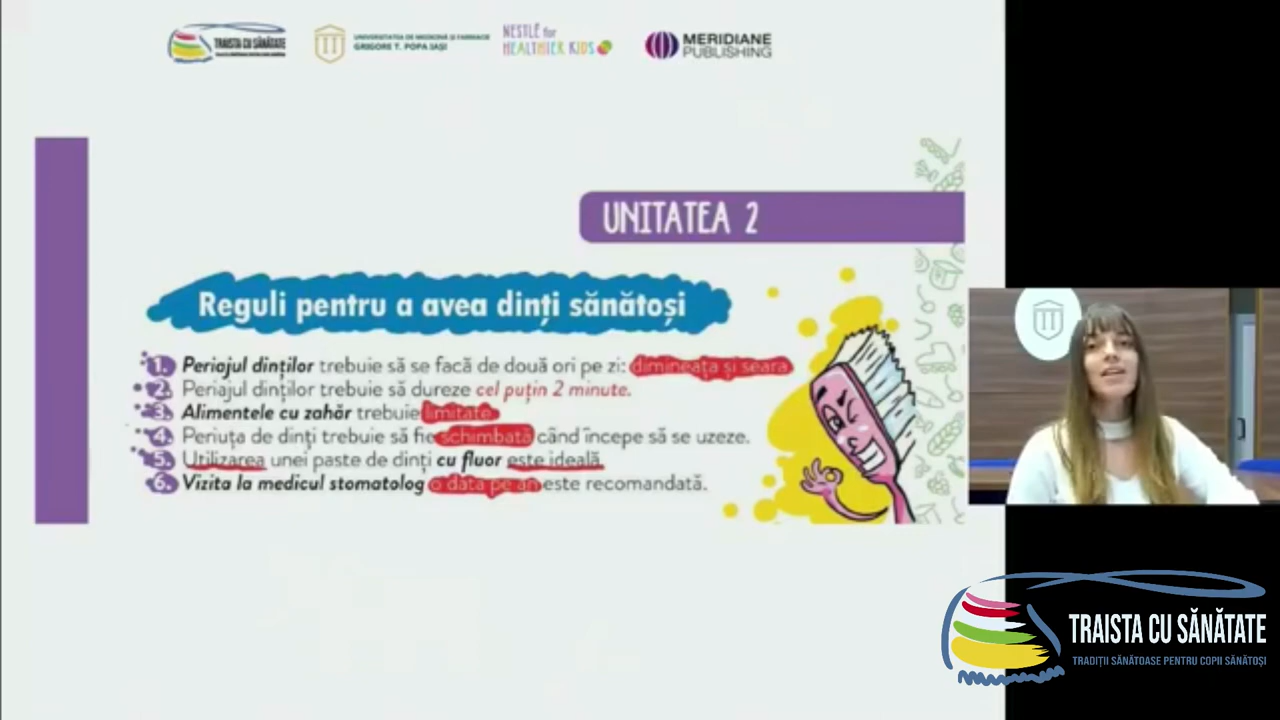 TRAISTA CU SĂNĂTATE
UNIVERSITATEA DE MEDICINĂ ȘI FARMACIE
GRIGORE T. POPA IAȘI
NESTLÉ for
HEALTHIER KIDS
MERIDIANE
PUBLISHING
UNITATEA 2
Reguli pentru a avea dinți sănătoși
1. Periajul dinților trebuie să se facă de două ori pe zi: dimineața și seara.
2. Periajul dinților trebuie să dureze cel puțin 2 minute.
3. Alimentele cu zahăr trebuie limitate.
4. Periuța de dinți trebuie să fie schimbată când începe să se uzeze.
5. Utilizarea unei paste de dinți cu fluor este ideală.
6. Vizita la medicul stomatolog o dată pe an este recomandată.
TRAISTA CU SĂNĂTATE
TRADIȚII SĂNĂTOASE PENTRU COPII SĂNĂTOȘI